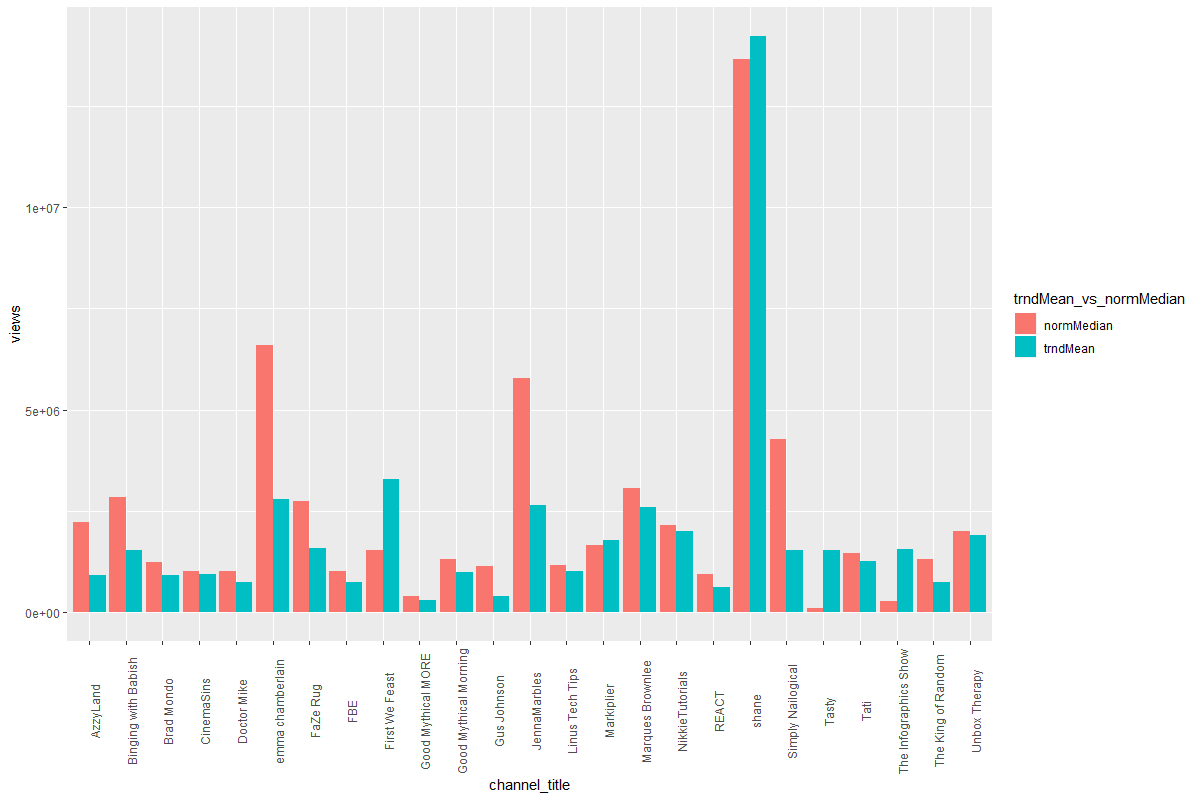 1e+07
5e+06
0e+00
views
AzzyLand
Binging with Babish
Brad Mondo
CinemaSins
Doctor Mike
emma chamberlain
FaZe Rug
FBE
First We Feast
Good Mythical MORE
Good Mythical Morning
Gus Johnson
JennaMarbles
Linus Tech Tips
Markiplier
Marques Brownlee
NikkieTutorials
REACT
shane
Simply Nailogical
Tasty
Tati
The Infographics Show
The King of Random
Unbox Therapy
channel_title
trndMean_vs_normMedian
normMedian
trndMean